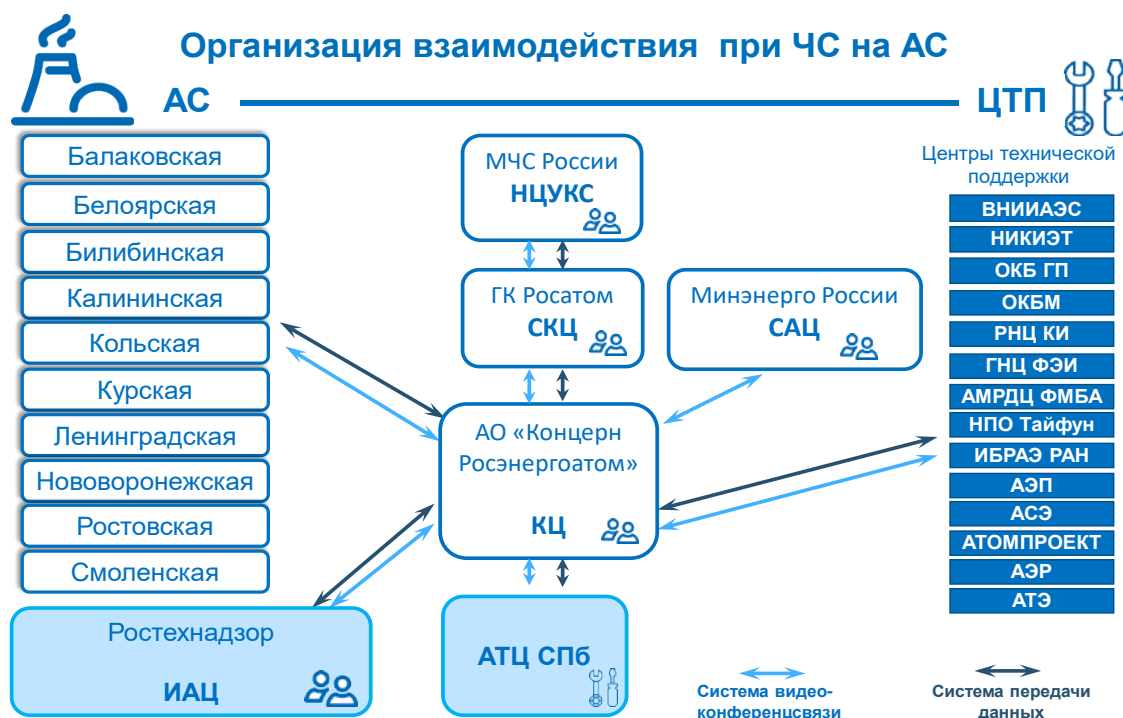 Организация взаимодействия при ЧС на АС
АС
ЦТП
Балаковская
Белоярская
Билибинская
Калининская
Кольская
Курская
Ленинградская
Нововоронежская
Ростовская
Смоленская
Ростехнадзор
ИАЦ
МЧС России
НЦУКС
ГК Росатом
СКЦ
Минэнерго России
САЦ
АО «Концерн
Росэнергоатом»
КЦ
АТЦ СПб
Центры технической
поддержки
ВНИИАЭС
НИКИЭТ
ОКБ ГП
ОКБМ
РНЦ КИ
ГНЦ ФЭИ
АМРДЦ ФМБА
НПО Тайфун
ИБРАЭ РАН
АЭП
АСЭ
АТОМПРОЕКТ
АЭР
АТЭ
Система видео-
конференцсвязи
Система передачи
данных